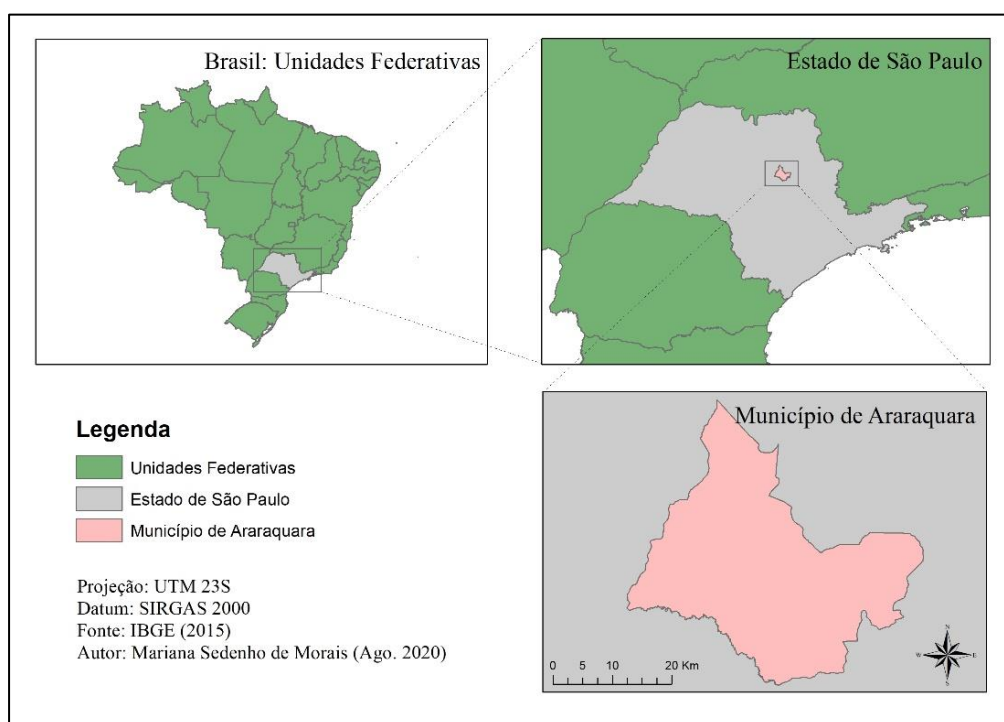 Brasil: Unidades Federativas
Estado de São Paulo
Município de Araraquara
Legenda
Unidades Federativas
Estado de São Paulo
Município de Araraquara
Projeção: UTM 23S
Datum: SIRGAS 2000
Fonte: IBGE (2015)
Autor: Mariana Sedenho de Morais (Ago. 2020)
0 5 10 20 Km
N
W E
S